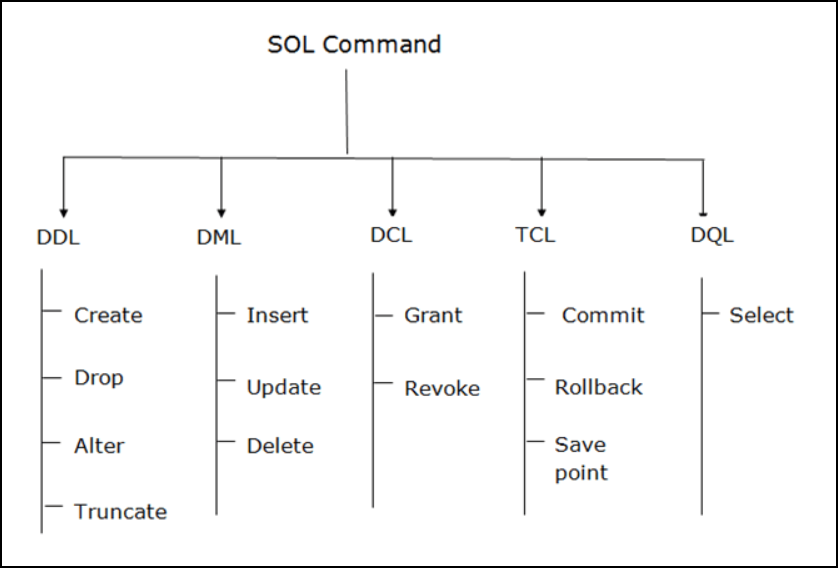 SOL Command
DDL
DML
DCL
TCL
DQL
Create
Drop
Alter
Truncate
Insert
Update
Delete
Grant
Revoke
Commit
Rollback
Save
point
Select